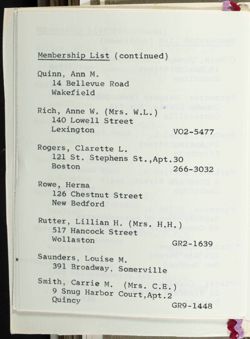 Membership List (continued)
Quinn, Ann M.
14 Bellevue Road
Wakefield
Rich, Anne W. (Mrs. W.L.)
140 Lowell Street
Lexington VO2-5477
Rogers, Clarette L.
121 St. Stephens St.,Apt.30
Boston 266-3032
Rowe, Herma
126 Chestnut Street
New Bedford
Rutter, Lillian H. (Mrs. H.H.)
517 Hancock Street
Wollaston GR2-1639
Saunders, Louise M.
391 Broadway. Somerville
Smith, Carrie M. (Mrs. C.E.)
9 Snug Harbor Court,Apt.2
Quincy GR9-1448